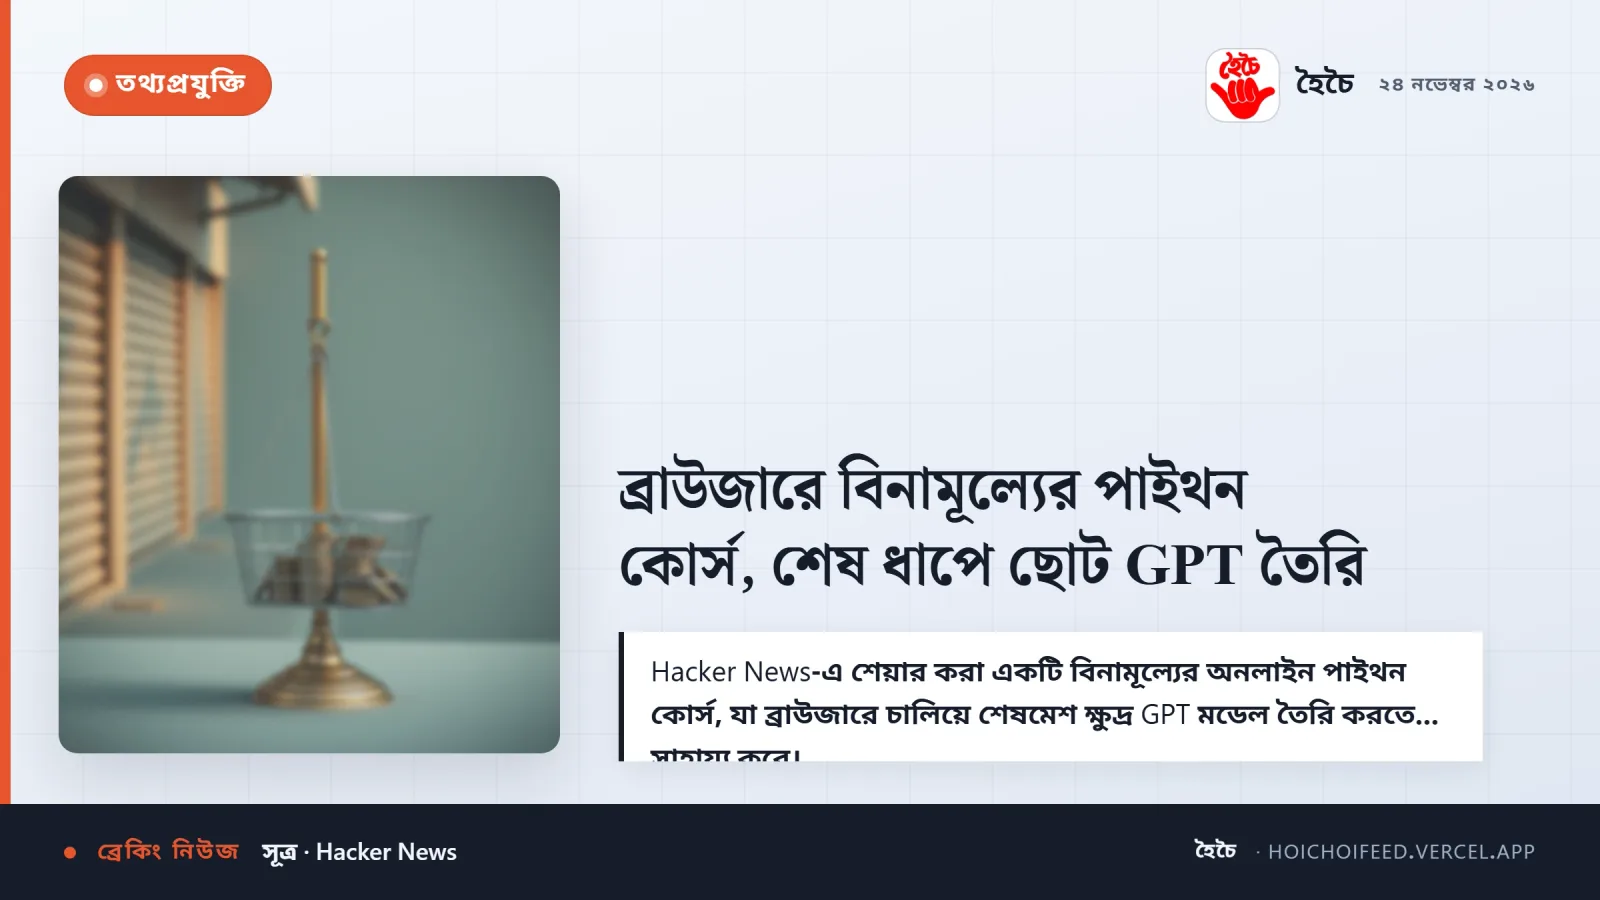 তথ্যপ্রযুক্তি
হৈচৈ
হৈচৈ
২৪ নভেম্বর ২০২৬
ব্রাউজারে বিনামূল্যের পাইথন
কোর্স, শেষ ধাপে ছোট GPT তৈরি
Hacker News-এ শেয়ার করা একটি বিনামূল্যের অনলাইন পাইথন
কোর্স, যা ব্রাউজারে চালিয়ে শেষমেশ ক্ষুদ্র GPT মডেল তৈরি করতে...
সাহায্য করে।
ব্রেকিং নিউজ সূত্র · Hacker News
হৈচৈ · HOICHOIFEED.VERCEL.APP